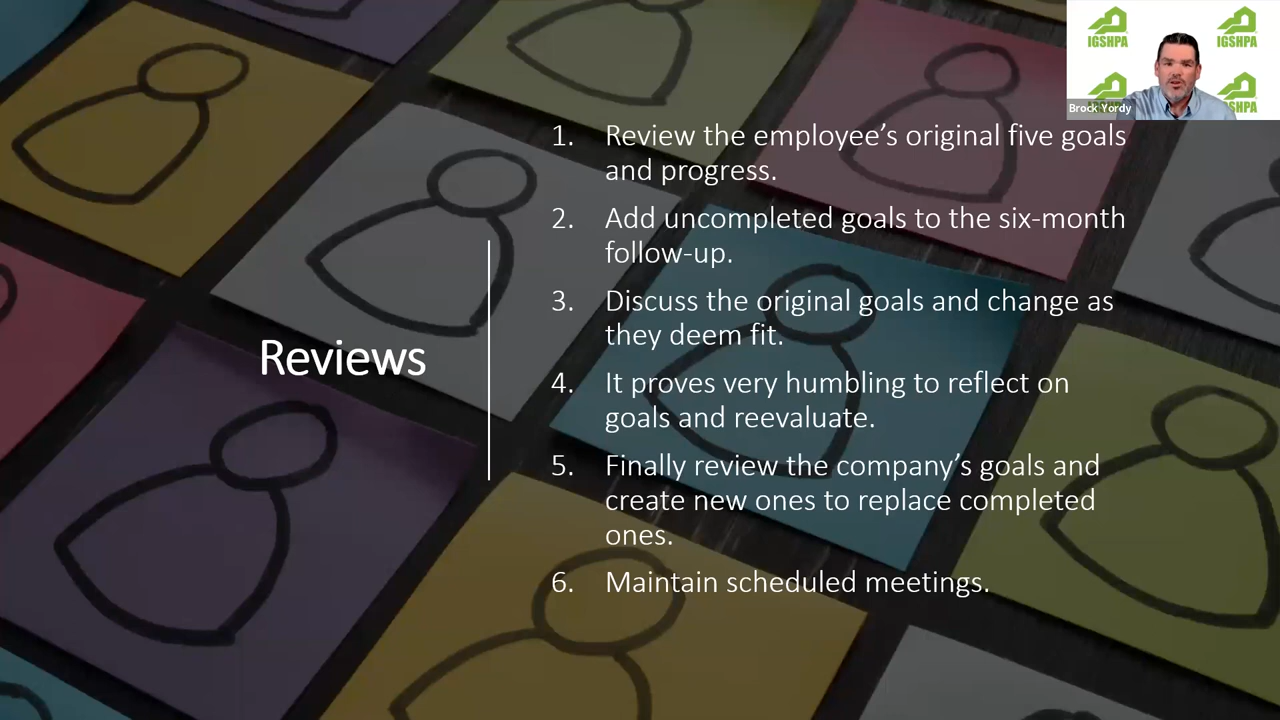 IGSHPA
IGSHPA
IGSHPA
IGSHPA
Brock Yordy
Reviews
1. Review the employee’s original five goals
and progress.
2. Add uncompleted goals to the six-month
follow-up.
3. Discuss the original goals and change as
they deem fit.
4. It proves very humbling to reflect on
goals and reevaluate.
5. Finally review the company’s goals and
create new ones to replace completed
ones.
6. Maintain scheduled meetings.